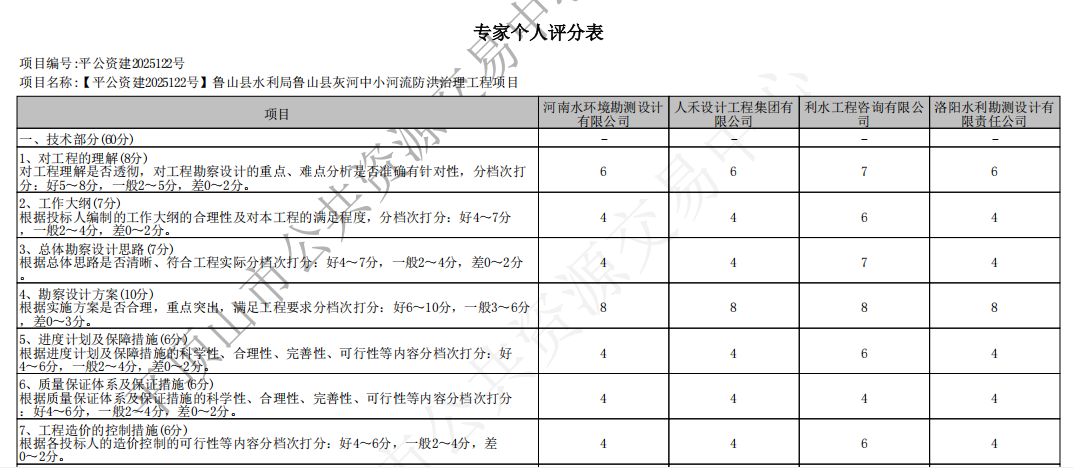 专家个人评分表
项目编号:平公资建2025122号
项目名称:【平公资建2025122号】鲁山县水利局鲁山县灰河中小河流防洪治理工程项目
项目 河南水环境勘测设计有限公司 人禾设计工程集团有限公司 利水工程咨询有限公司 洛阳水利勘测设计有限责任公司
一、技术部分(60分) – – – –
1、对工程的理解(8分)
对工程理解是否透彻，对工程勘察设计的重点、难点分析是否准确有针对性，分档次打
分；好5～8分，一般2～5分，差0～2分。
6 6 7 6
2、工作大纲(7分)
根据投标人编制的工作大纲的合理性及对本工程的满足程度，分档次打分：好4～7分
，一般2～4分，差0～2分。
4 4 6 4
3、总体勘察设计思路(7分)
根据总体思路是否清晰、符合工程实际分档次打分：好4～7分，一般2～4分，差0～2分
。
4 4 7 4
4、勘察设计方案(10分)
根据实施方案是否合理，重点突出，满足工程要求分档次打分：好6～10分，一般3～6分
，差0～3分。
8 8 8 8
5、进度计划及保障措施(6分)
根据进度计划及保障措施的科学性、合理性、完善性、可行性等内容分档次打分：好
4～6分，一般2～4分，差0～2分。
4 4 6 4
6、质量保证体系及保证措施(6分)
根据质量保证体系及保证措施的科学性、合理性、完善性、可行性等内容分档次打分
：好4～6分，一般2～4分，差0～2分。
4 4 4 4
7、工程造价的控制措施(6分)
根据各投标人的造价控制的可行性等内容分档次打分：好4～6分，一般2～4分，差
0～2分。
4 4 6 4
平顶山市公共资源交易中心
市公共资源交易中心